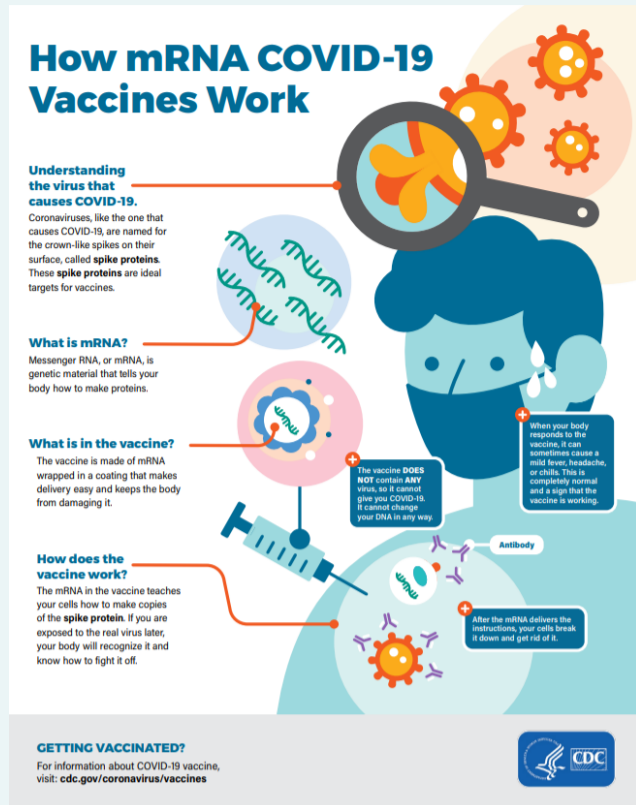 How mRNA COVID-19
Vaccines Work
Understanding
the virus that
causes COVID-19.
Coronaviruses, like the one that
causes COVID-19, are named for
the crown-like spikes on their
surface, called spike proteins.
These spike proteins are ideal
targets for vaccines.
What is mRNA?
Messenger RNA, or mRNA, is
genetic material that tells your
body how to make proteins.
What is in the vaccine?
The vaccine is made of mRNA
wrapped in a coating that makes
delivery easy and keeps the body
from damaging it.
The vaccine DOES
NOT contain ANY
virus, so it cannot
give you COVID-19.
It cannot change
your DNA in any way.
When your body
responds to the
vaccine, it can
sometimes cause a
mild fever, headache,
or chills. This is
completely normal
and a sign that the
vaccine is working.
How does the
vaccine work?
The mRNA in the vaccine teaches
your cells how to make copies
of the spike protein. If you are
exposed to the real virus later,
your body will recognize it and
know how to fight it off.
Antibody
After the mRNA delivers the
instructions, your cells break
it down and get rid of it.
GETTING VACCINATED?
For information about COVID-19 vaccine,
visit: cdc.gov/coronavirus/vaccines
CDC